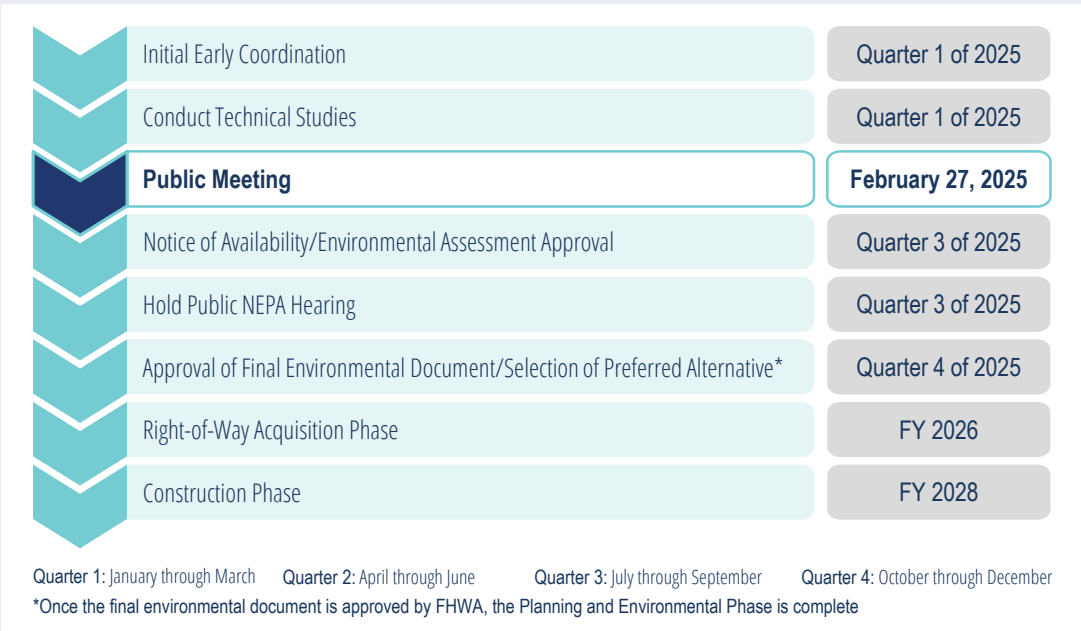 Initial Early Coordination Quarter 1 of 2025
Conduct Technical Studies Quarter 1 of 2025
Public Meeting February 27, 2025
Notice of Availability/Environmental Assessment Approval Quarter 3 of 2025
Hold Public NEPA Hearing Quarter 3 of 2025
Approval of Final Environmental Document/Selection of Preferred Alternative* Quarter 4 of 2025
Right-of-Way Acquisition Phase FY 2026
Construction Phase FY 2028
Quarter 1: January through March Quarter 2: April through June Quarter 3: July through September Quarter 4: October through December
*Once the final environmental document is approved by FHWA, the Planning and Environmental Phase is complete